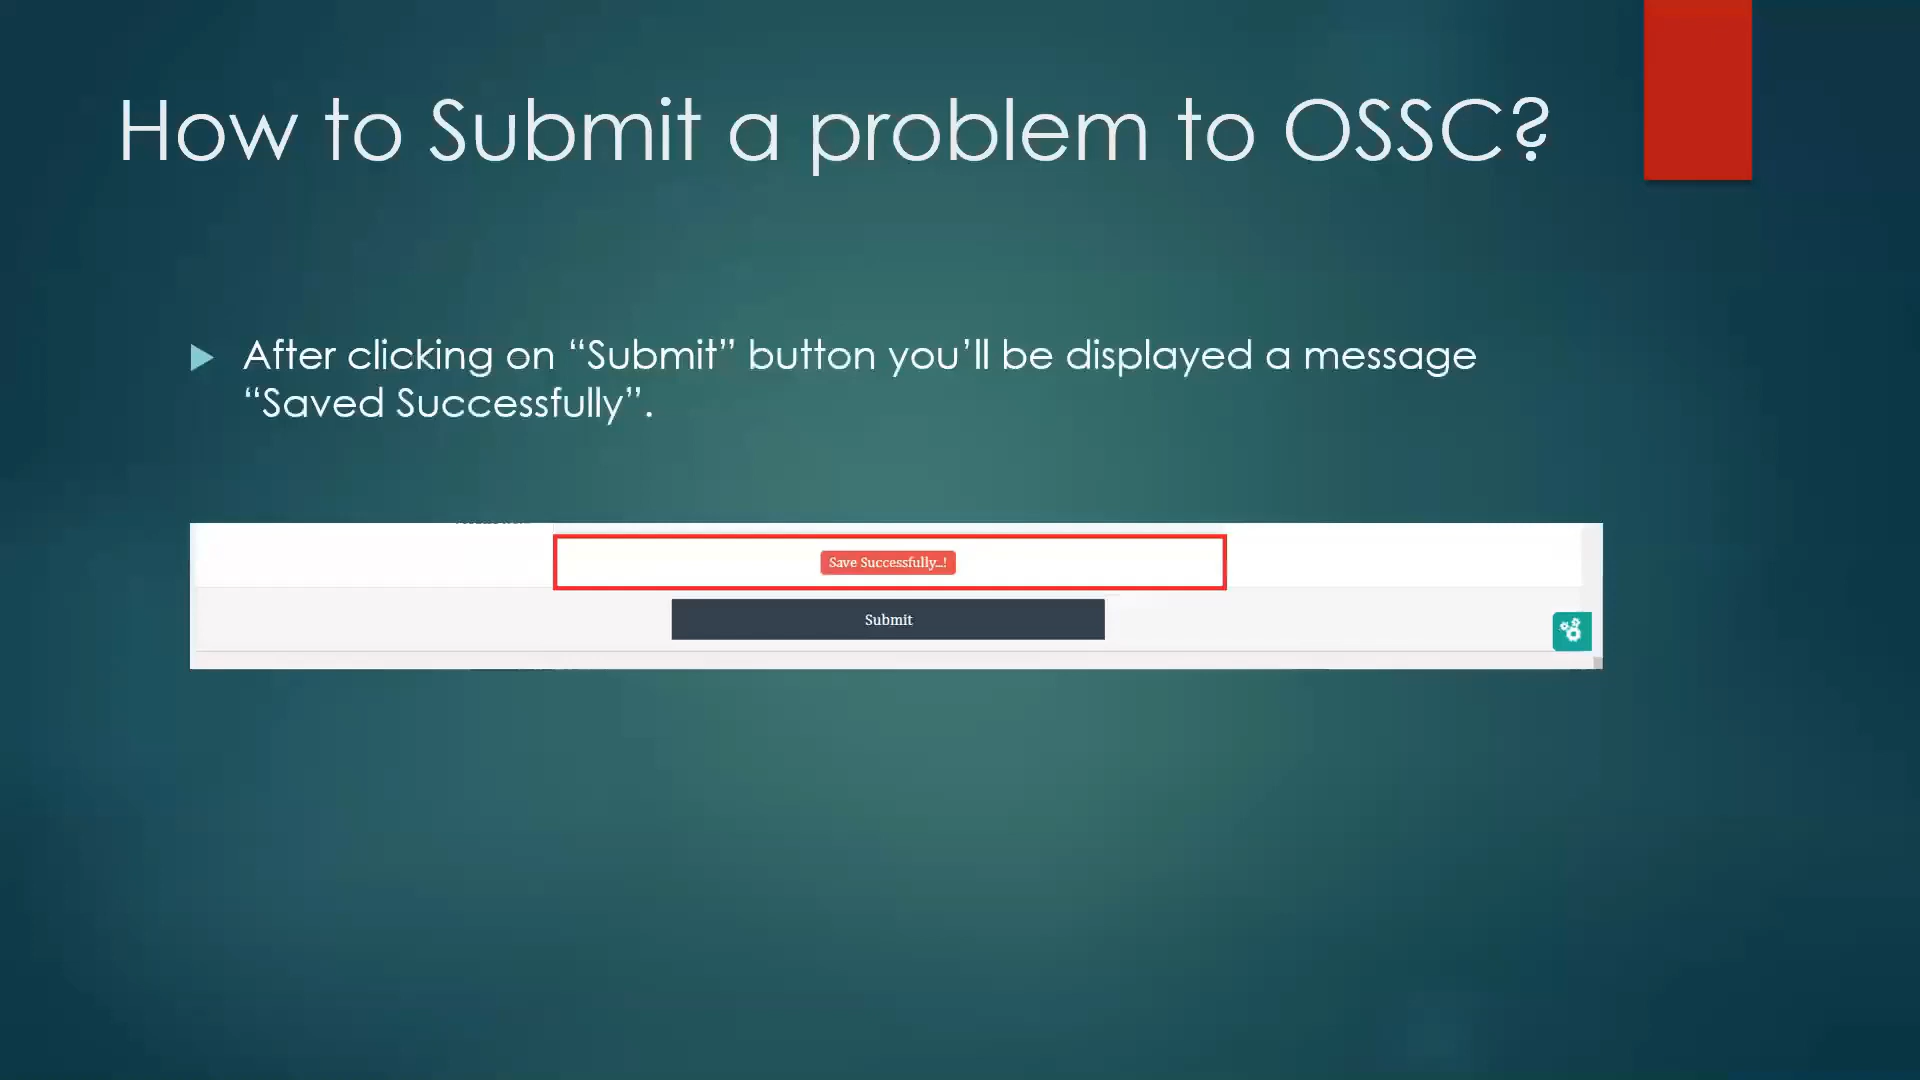 How to Submit a problem to OSSC?
After clicking on “Submit” button you’ll be displayed a message
“Saved Successfully”.
Save Successfully...!
Submit